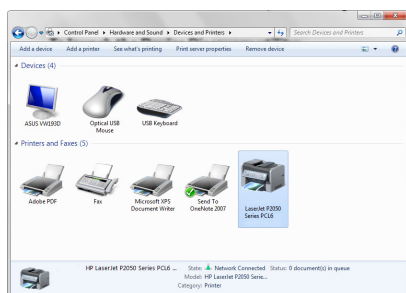 Control Panel ▸ Hardware and Sound ▸ Devices and Printers ▸
Search Devices and Printers
Add a device Add a printer See what's printing Print server properties Remove device
Devices (4)
ASUS VW193D
Optical USB
Mouse
USB Keyboard
Printers and Faxes (5)
Adobe PDF
Fax
Microsoft XPS
Document Writer
Send To
OneNote 2007
LaserJet P2050
Series PCL6
HP LaserJet P2050 Series PCL6 ... State: Network Connected Status: 0 document(s) in queue
Model: HP LaserJet P2050 Serie...
Category: Printer